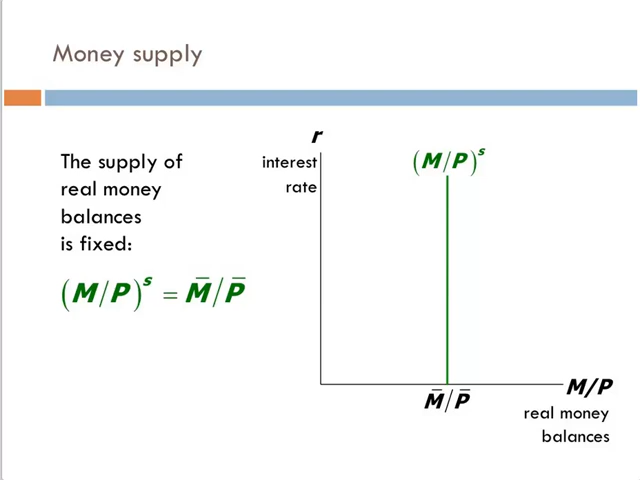 Money supply
The supply of
real money
balances
is fixed:
(M/P)ˢ = M̄/P̄
r
interest
rate
(M/P)ˢ
M̄/P̄
M/P
real money
balances